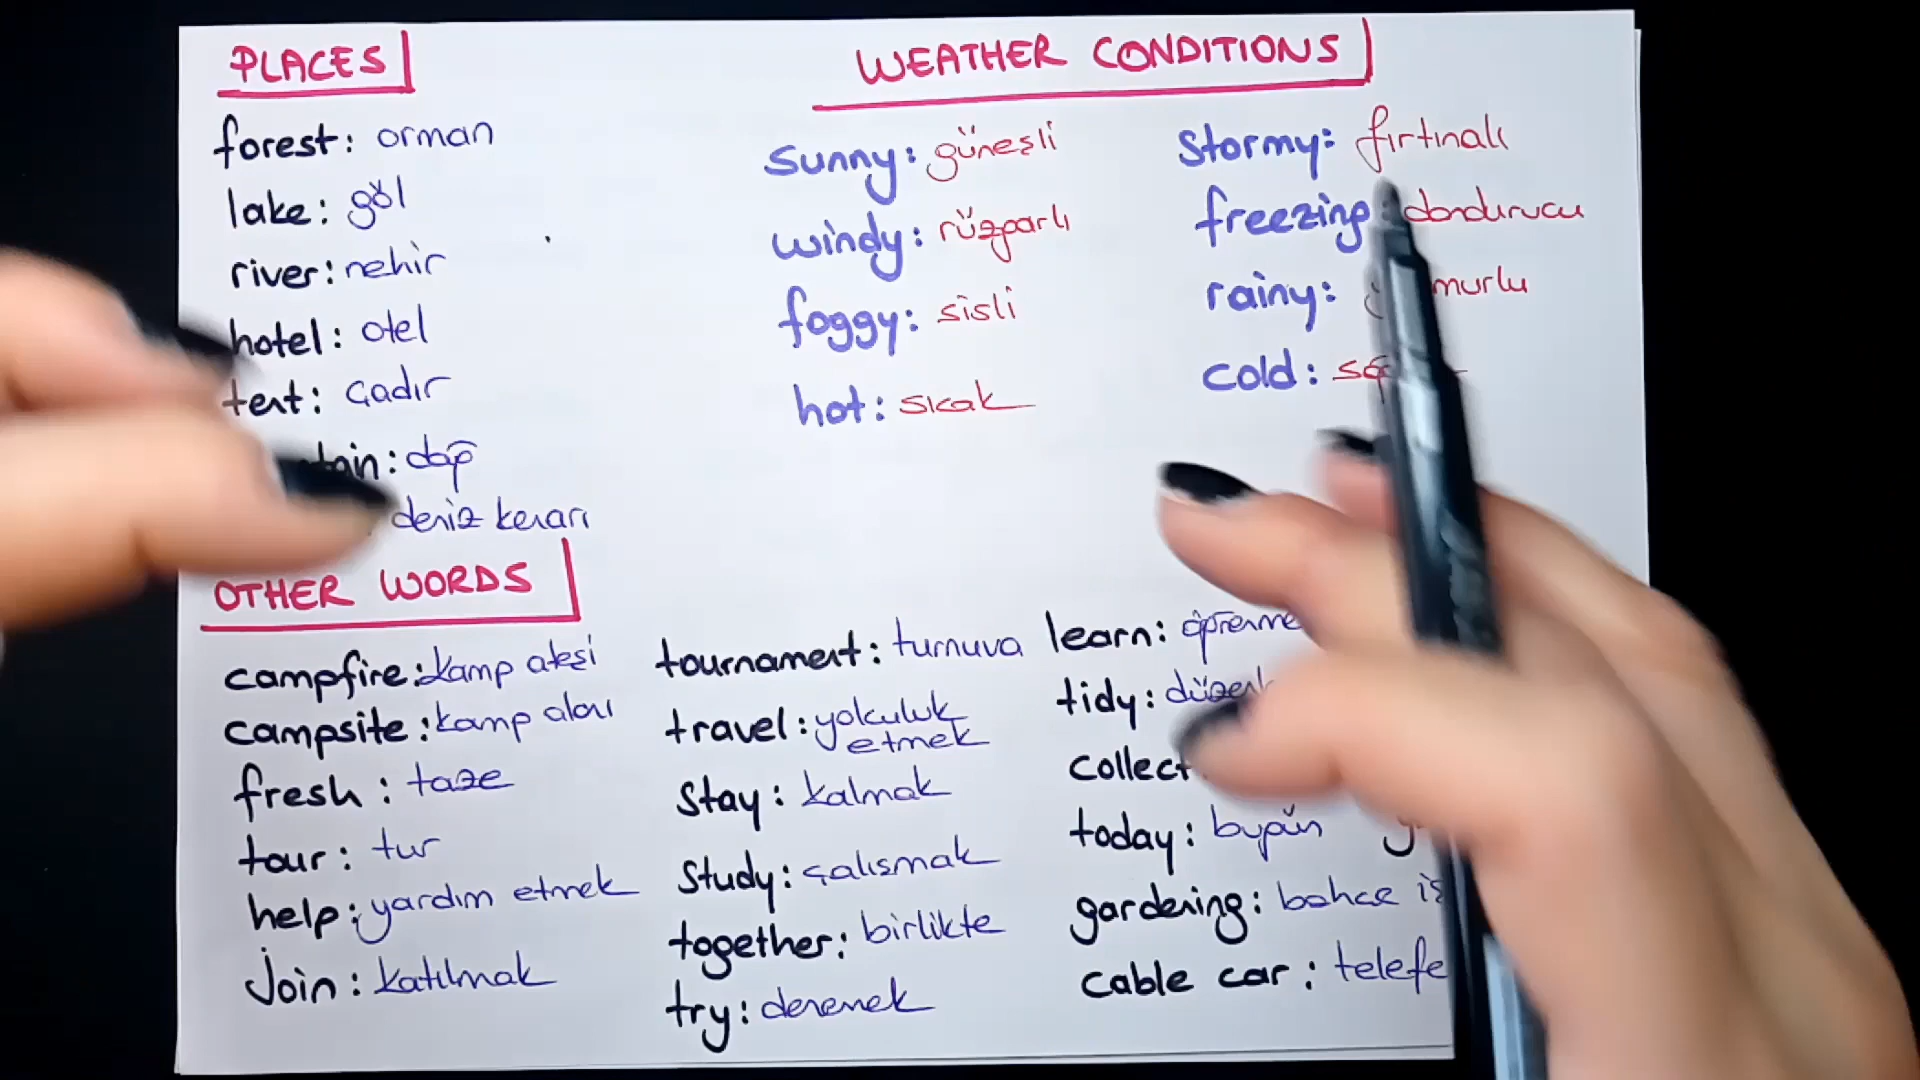 PLACES
forest: orman
lake: göl
river: nehir
hotel: otel
tent: çadır
dağ
deniz kenarı
WEATHER CONDITIONS
sunny: güneşli
windy: rüzgarlı
foggy: sisli
hot: sıcak
stormy: fırtınalı
freezing: dondurucu
rainy:
cold:
OTHER WORDS
campfire: kamp ateşi
campsite: kamp alanı
fresh: taze
tour: tur
help: yardım etmek
join: katılmak
tournament: turnuva
travel: yolculuk
etmek
stay: kalmak
study: çalışmak
together: birlikte
try: denemek
learn:
tidy:
collect
today: bugün
gardening: bahçe
cable car: